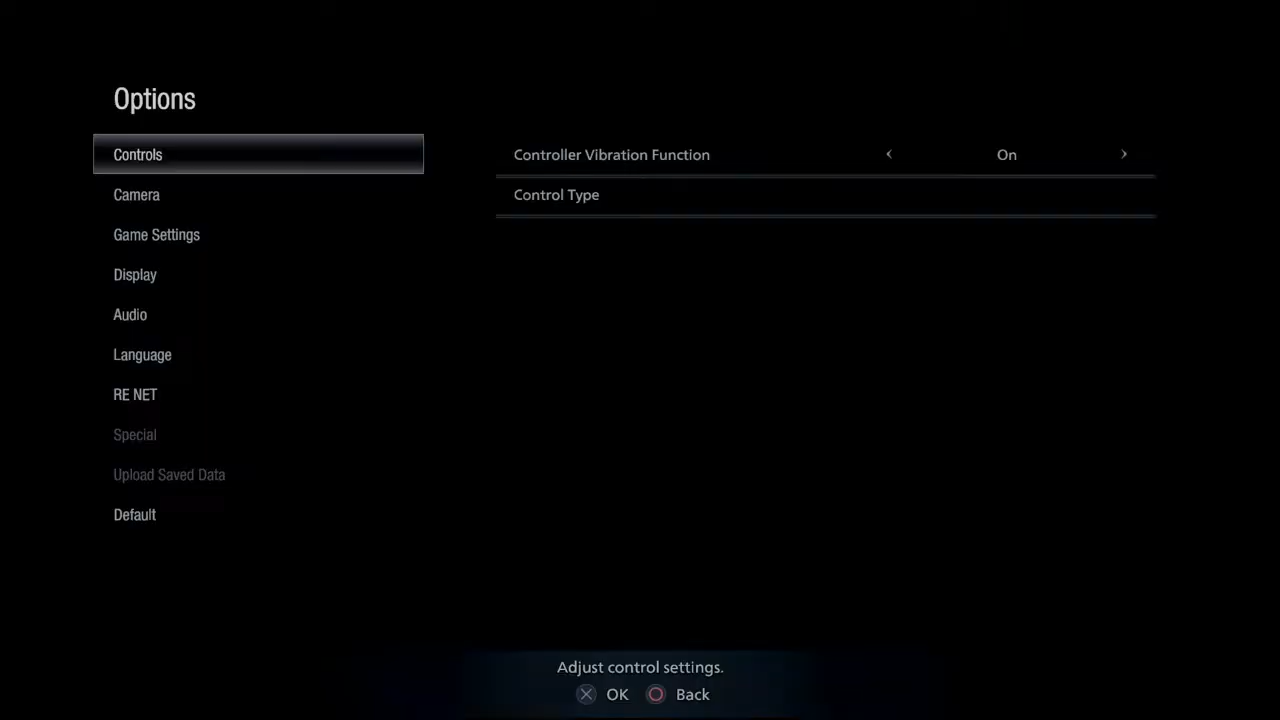 Options
Controls
Camera
Game Settings
Display
Audio
Language
RE NET
Special
Upload Saved Data
Default
Controller Vibration Function < On >
Control Type
Adjust control settings.
OK Back